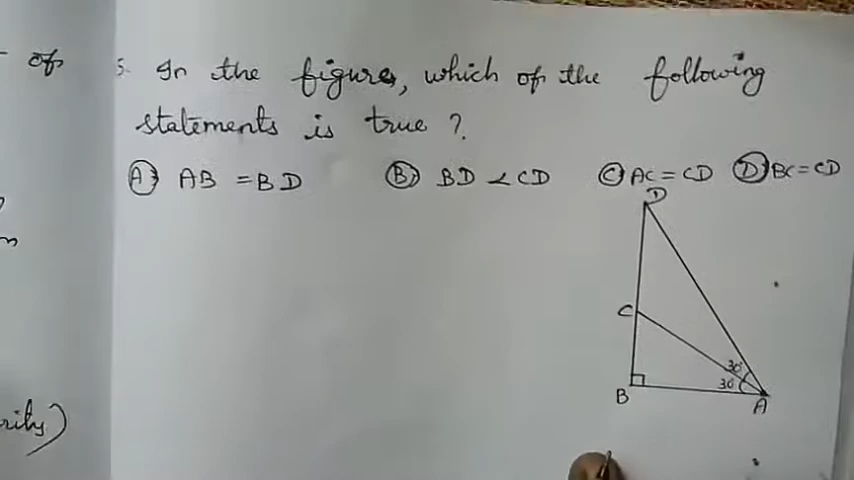 of
5. In the figure, which of the following
statements is true ?
(A) AB = BD (B) BD < CD (C) AC = CD (D) BC = CD
D
C
30°
30°
B
A
rity)